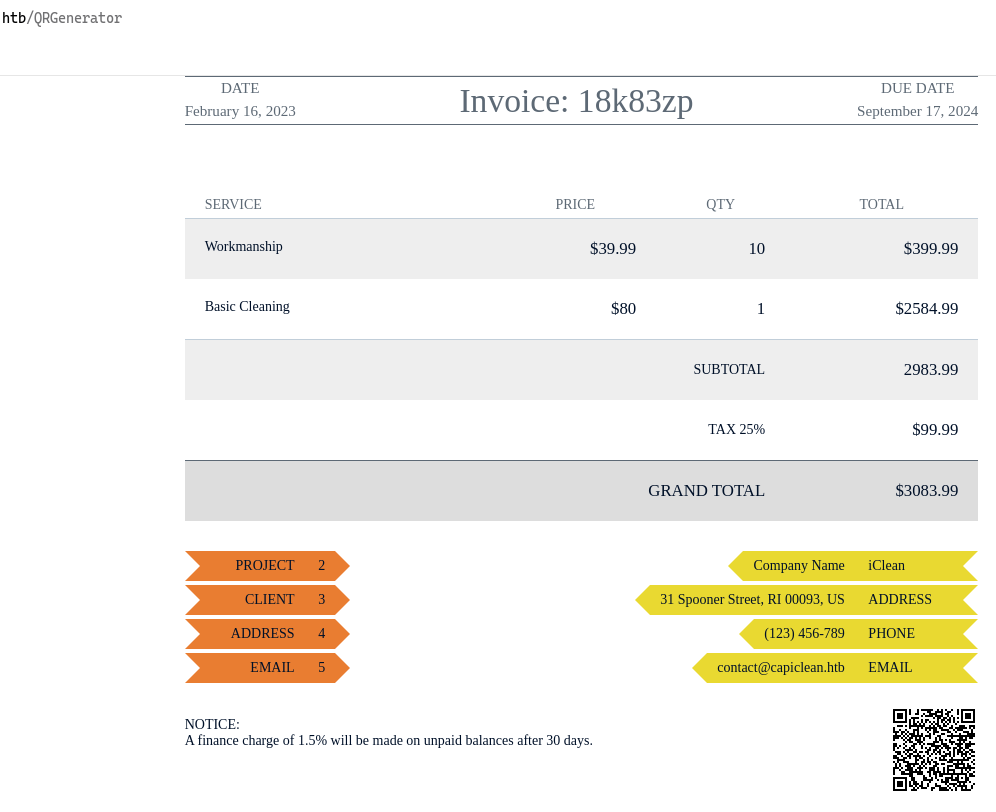 htb/QRGenerator
DATE
February 16, 2023
Invoice: 18k83zp
DUE DATE
September 17, 2024
SERVICE PRICE QTY TOTAL
Workmanship $39.99 10 $399.99
Basic Cleaning $80 1 $2584.99
SUBTOTAL 2983.99
TAX 25% $99.99
GRAND TOTAL $3083.99
PROJECT 2
CLIENT 3
ADDRESS 4
EMAIL 5
Company Name iClean
31 Spooner Street, RI 00093, US ADDRESS
(123) 456-789 PHONE
contact@capiclean.htb EMAIL
NOTICE:
A finance charge of 1.5% will be made on unpaid balances after 30 days.